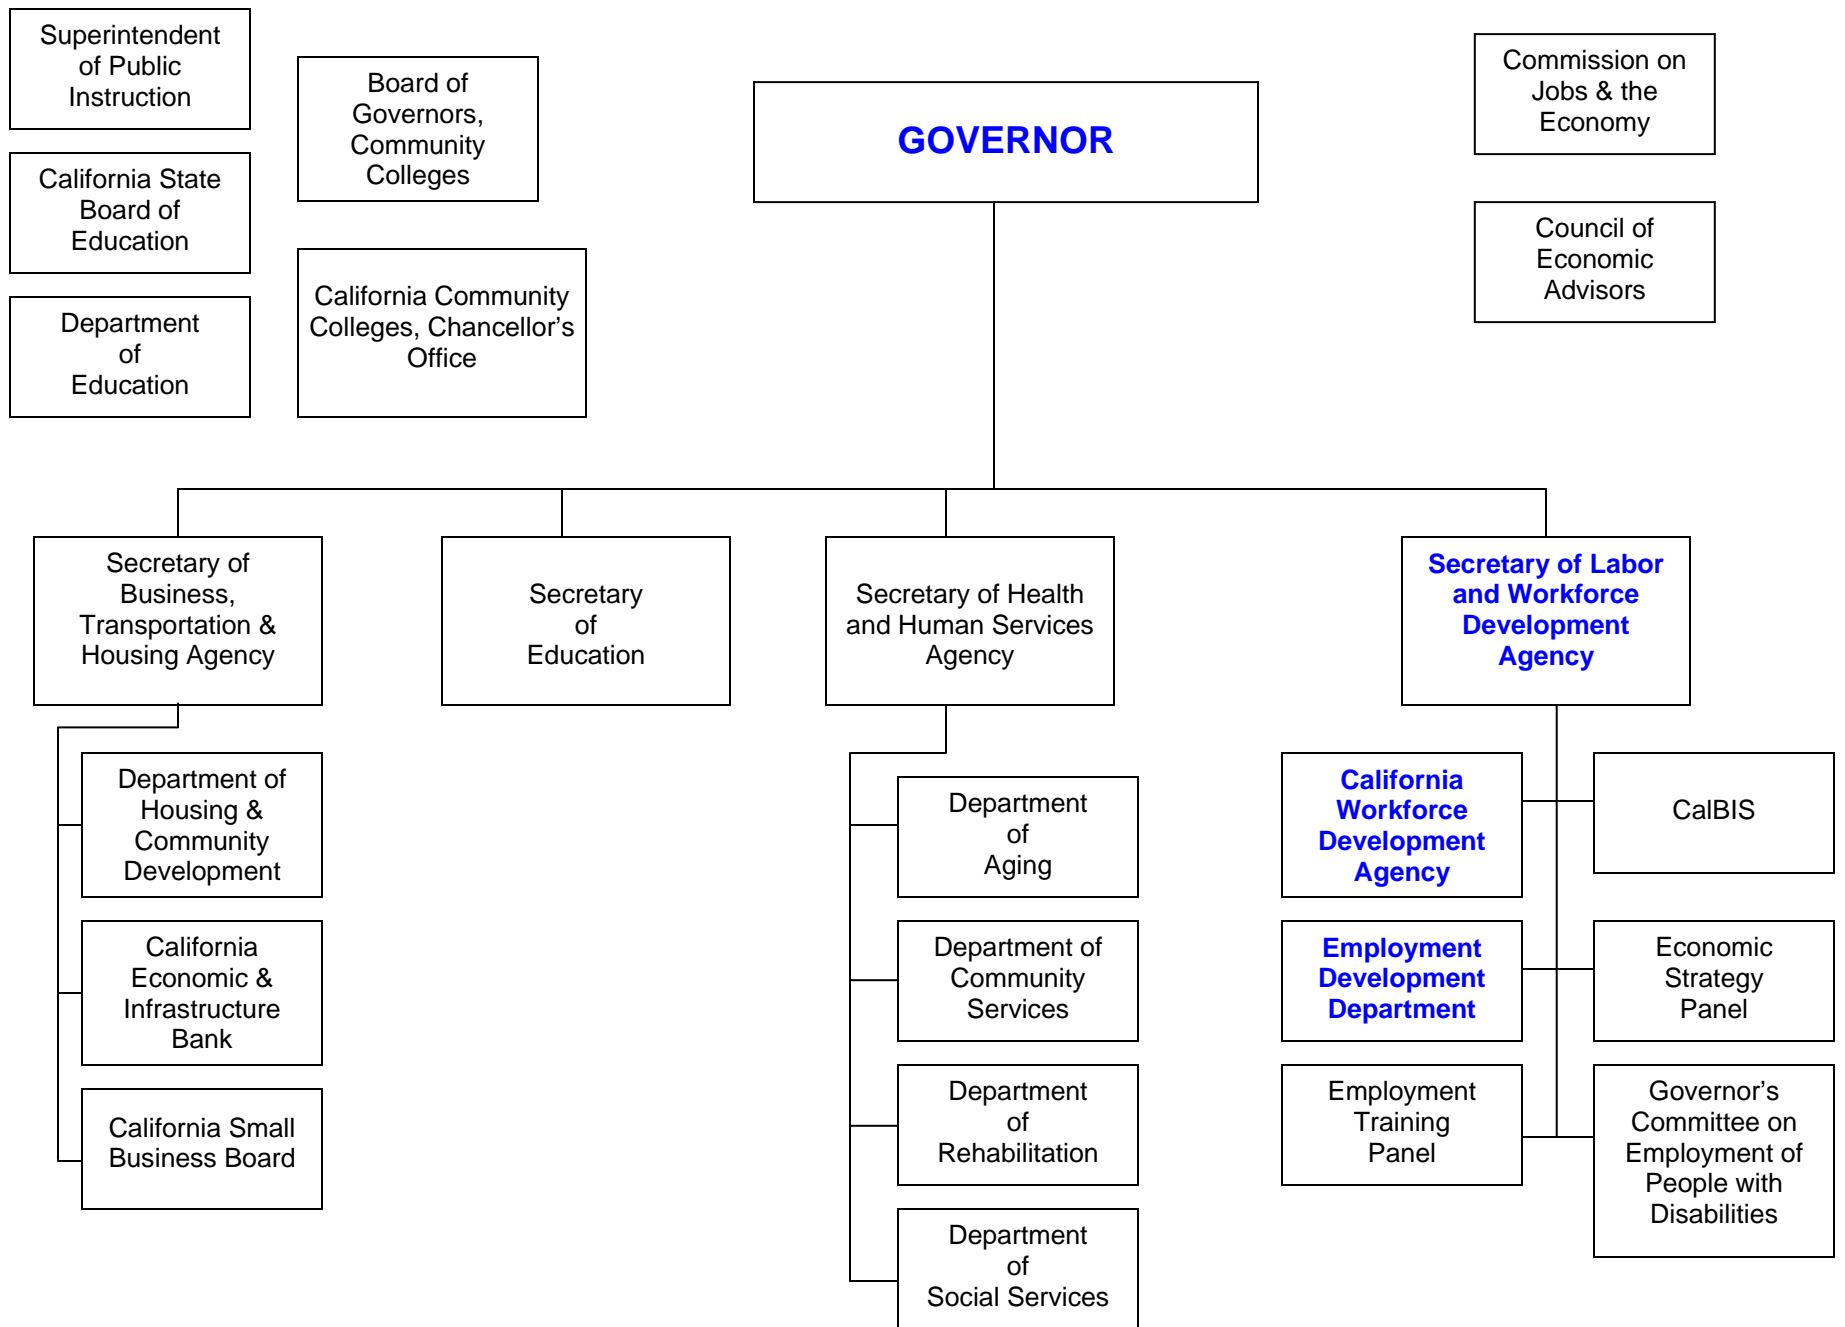 Superintendent
of Public
Instruction
California State
Board of
Education
Department
of
Education
Board of
Governors,
Community
Colleges
California Community
Colleges, Chancellor’s
Office
GOVERNOR
Commission on
Jobs & the
Economy
Council of
Economic
Advisors
Secretary of
Business,
Transportation &
Housing Agency
Secretary
of
Education
Secretary of Health
and Human Services
Agency
Secretary of Labor
and Workforce
Development
Agency
Department of
Housing &
Community
Development
California
Economic &
Infrastructure
Bank
California Small
Business Board
Department
of
Aging
Department of
Community
Services
Department
of
Rehabilitation
Department
of
Social Services
California
Workforce
Development
Agency
CalBIS
Employment
Development
Department
Economic
Strategy
Panel
Employment
Training
Panel
Governor’s
Committee on
Employment of
People with
Disabilities